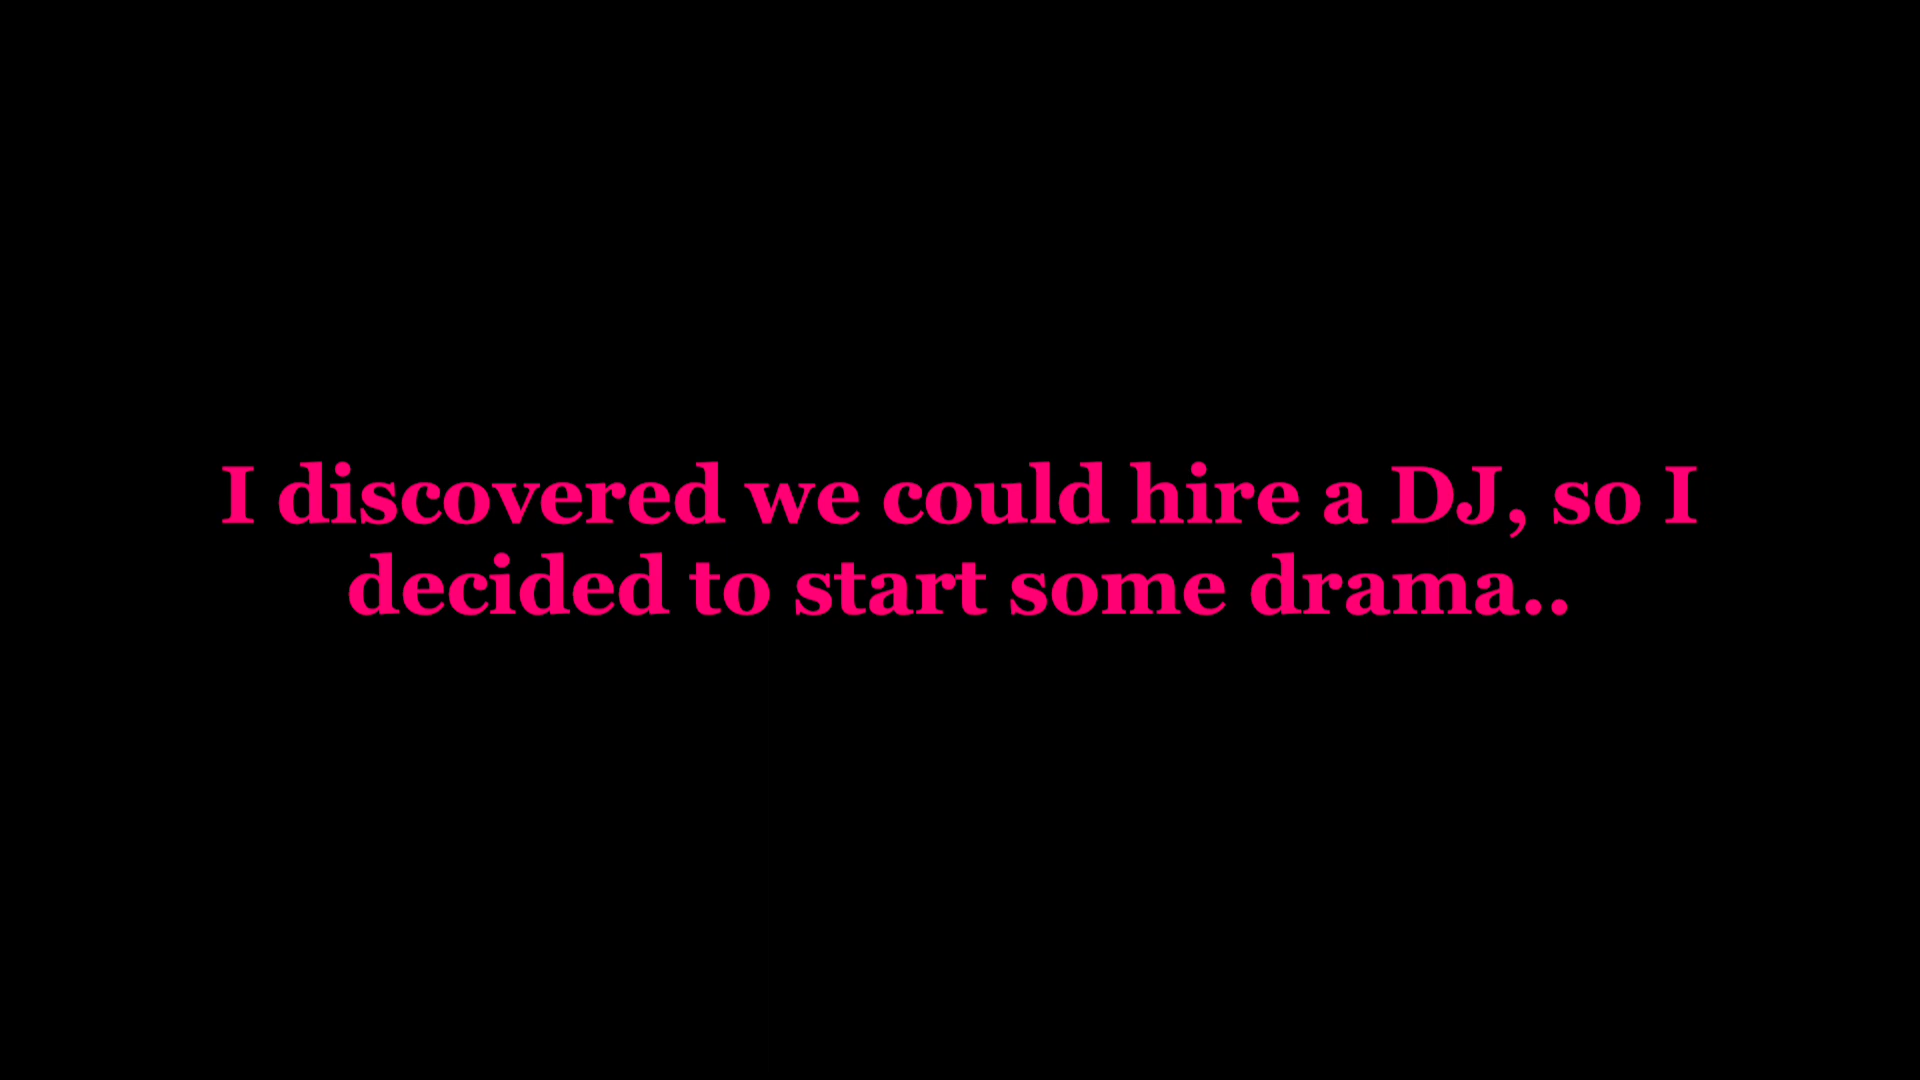 I discovered we could hire a DJ, so I
decided to start some drama..